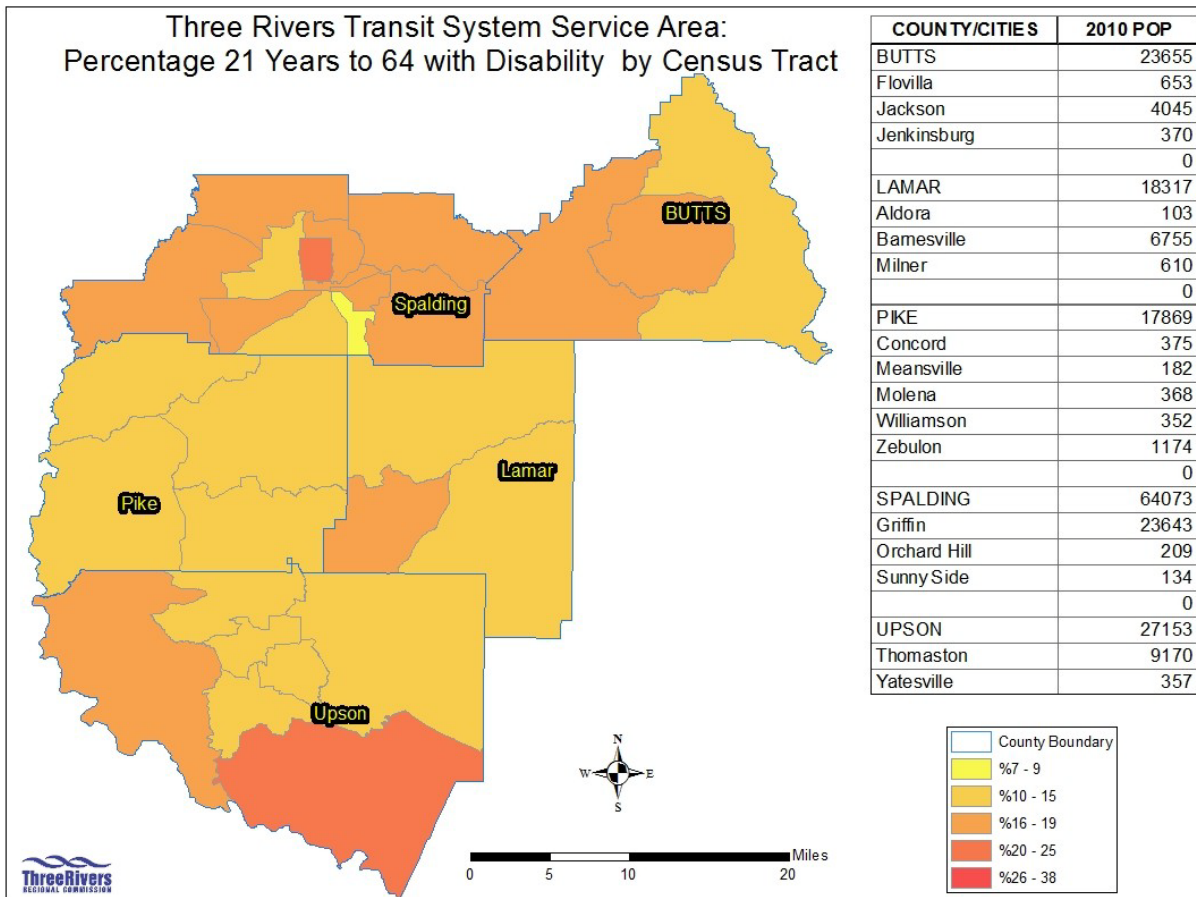 Three Rivers Transit System Service Area:
Percentage 21 Years to 64 with Disability by Census Tract
COUNTY/CITIES 2010 POP
BUTTS 23655
Flovilla 653
Jackson 4045
Jenkinsburg 370
0
LAMAR 18317
Aldora 103
Barnesville 6755
Milner 610
0
PIKE 17869
Concord 375
Meansville 182
Molena 368
Williamson 352
Zebulon 1174
0
SPALDING 64073
Griffin 23643
Orchard Hill 209
Sunny Side 134
0
UPSON 27153
Thomaston 9170
Yatesville 357
BUTTS
Spalding
Lamar
Pike
Upson
N
W E
S
County Boundary
%7 - 9
%10 - 15
%16 - 19
%20 - 25
%26 - 38
Miles
0 5 10 20
ThreeRivers
REGIONAL COMMISSION